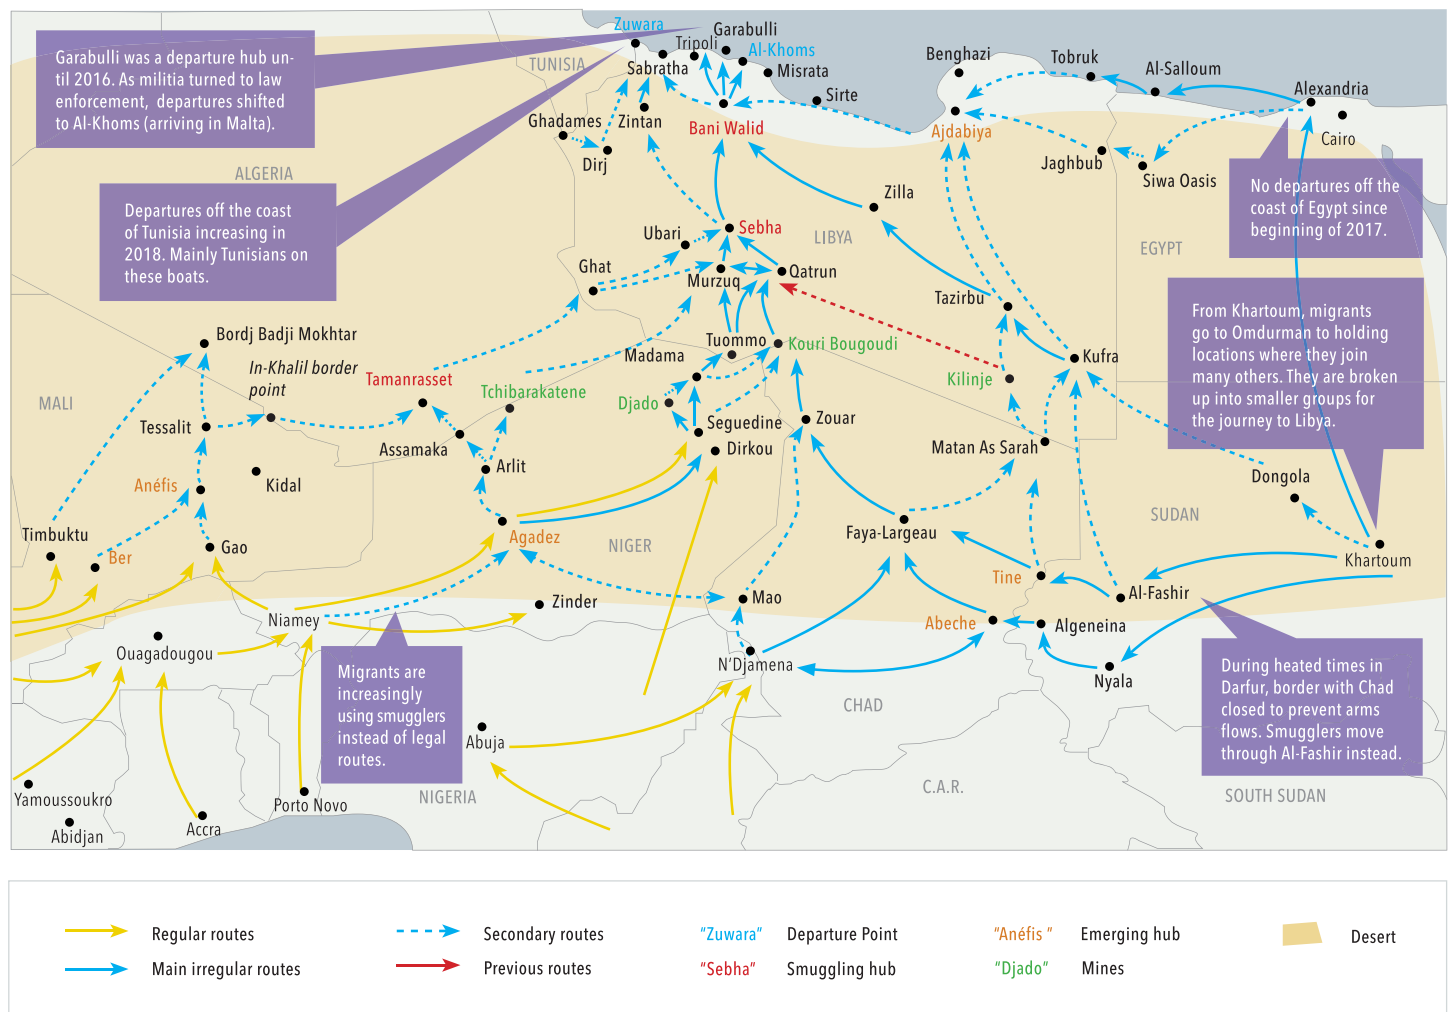 Zuwara
Garabulli
Tripoli
Al-Khoms
Sabratha
Misrata
Sirte
Benghazi
Tobruk
Al-Salloum
Alexandria
Cairo
TUNISIA
Garabulli was a departure hub un-
til 2016. As militia turned to law
enforcement, departures shifted
to Al-Khoms (arriving in Malta).
Ghadames
Zintan
Bani Walid
Ajdabiya
Dirj
Jaghbub
Siwa Oasis
ALGERIA
Departures off the coast
of Tunisia increasing in
2018. Mainly Tunisians on
these boats.
No departures off the
coast of Egypt since
beginning of 2017.
Zilla
Ubari
Sebha
LIBYA
EGYPT
Ghat
Murzuq
Qatrun
Tazirbu
From Khartoum, migrants
go to Omdurman to holding
locations where they join
many others. They are broken
up into smaller groups for
the journey to Libya.
Bordj Badji Mokhtar
In-Khalil border
point
Tuommo
Madama
Kouri Bougoudi
Kufra
Tamanrasset
Tchibarakatene
Kilinje
MALI
Djado
Tessalit
Seguedine
Zouar
Assamaka
Dirkou
Matan As Sarah
Arlit
Anéfis
Kidal
Dongola
Timbuktu
Ber
Gao
Agadez
NIGER
Faya-Largeau
SUDAN
Khartoum
Tine
Al-Fashir
Zinder
Mao
Niamey
Abeche
Algeneina
Ouagadougou
N’Djamena
Nyala
Migrants are
increasingly
using smugglers
instead of legal
routes.
During heated times in
Darfur, border with Chad
closed to prevent arms
flows. Smugglers move
through Al-Fashir instead.
CHAD
Abuja
Yamoussoukro
Abidjan
Accra
Porto Novo
NIGERIA
C.A.R.
SOUTH SUDAN
Regular routes
Main irregular routes
Secondary routes
Previous routes
“Zuwara” Departure Point
“Sebha” Smuggling hub
“Anéfis ” Emerging hub
“Djado” Mines
Desert